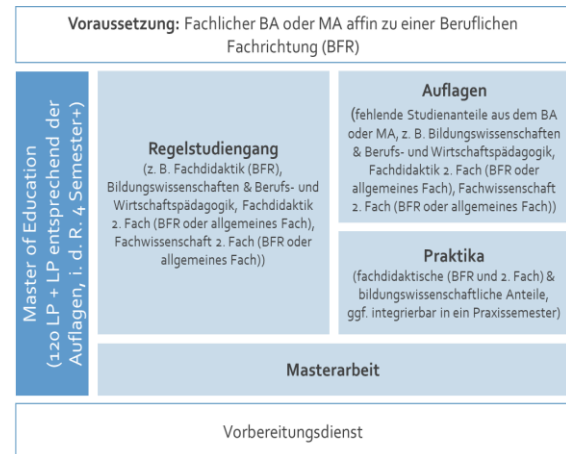 Voraussetzung: Fachlicher BA oder MA affin zu einer Beruflichen
Fachrichtung (BFR)
Master of Education
(120 LP + LP entsprechend der
Auflagen, i. d. R. 4 Semester+)
Regelstudiengang
(z. B. Fachdidaktik (BFR),
Bildungswissenschaften & Berufs- und
Wirtschaftspädagogik, Fachdidaktik
2. Fach (BFR oder allgemeines Fach),
Fachwissenschaft 2. Fach (BFR oder
allgemeines Fach))
Auflagen
(fehlende Studienanteile aus dem BA
oder MA, z. B. Bildungswissenschaften
& Berufs- und Wirtschaftspädagogik,
Fachdidaktik 2. Fach (BFR oder
allgemeines Fach), Fachwissenschaft
2. Fach (BFR oder allgemeines Fach))
Praktika
(fachdidaktische (BFR und 2. Fach) &
bildungswissenschaftliche Anteile,
ggf. integrierbar in ein Praxissemester)
Masterarbeit
Vorbereitungsdienst